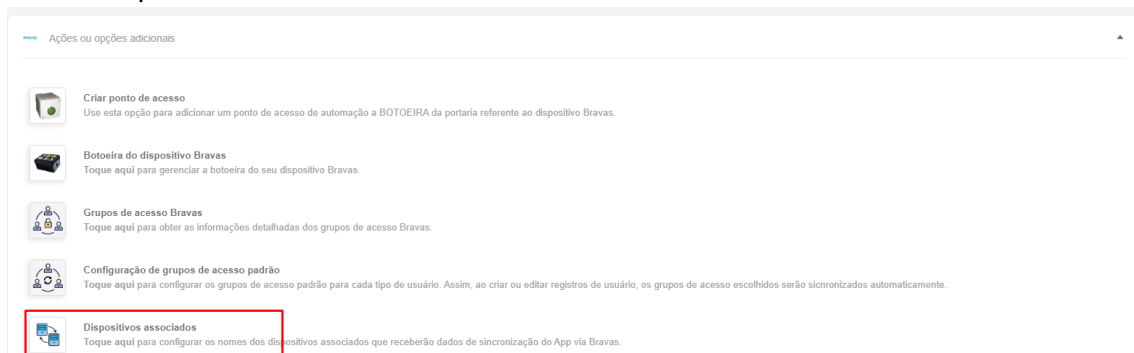 Ações ou opções adicionais
Criar ponto de acesso
Use esta opção para adicionar um ponto de acesso de automação a BOTOEIRA da portaria referente ao dispositivo Bravas.
Botoeira do dispositivo Bravas
Toque aqui para gerenciar a botoeira do seu dispositivo Bravas.
Grupos de acesso Bravas
Toque aqui para obter as informações detalhadas dos grupos de acesso Bravas.
Configuração de grupos de acesso padrão
Toque aqui para configurar os grupos de acesso padrão para cada tipo de usuário. Assim, ao criar ou editar registros de usuário, os grupos de acesso escolhidos serão sicnronizados automaticamente.
Dispositivos associados
Toque aqui para configurar os nomes dos dispositivos associados que receberão dados de sincronização do App via Bravas.